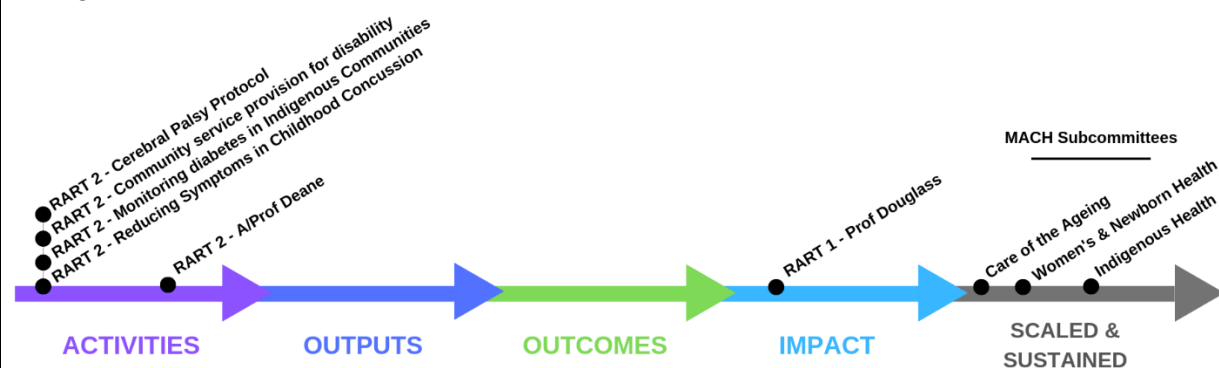 RART 2 - Cerebral Palsy Protocol
RART 2 - Community service provision for disability
RART 2 - Monitoring diabetes in Indigenous Communities
RART 2 - Reducing Symptoms in Childhood Concussion
RART 2 - A/Prof Deane
RART 1 - Prof Douglass
MACH Subcommittees
Care of the Ageing
Women's & Newborn Health
Indigenous Health
ACTIVITIES
OUTPUTS
OUTCOMES
IMPACT
SCALED &
SUSTAINED